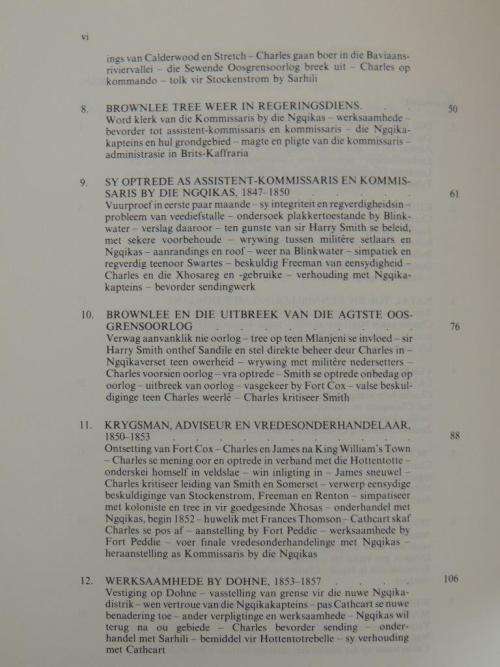 vi
ings van Calderwood en Stretch – Charles gaan boer in die Baviaans-
riviervallei – die Sewende Oosgrensoorlog breek uit – Charles op
kommando – tolk vir Stockenstrom by Sarhili
8. BROWNLEE TREE WEER IN REGERINGSDIENS. . . 50
Word klerk van die Kommissaris by die Ngqikas – werksaamhede –
bevorder tot assistent-kommissaris en kommissaris – die Ngqika-
kapteins en hul grondgebied – magte en pligte van die kommissaris –
administrasie in Brits-Kaffraria
9. SY OPTREDE AS ASSISTENT-KOMMISSARIS EN KOMMIS-
SARIS BY DIE NGQIKAS, 1847–1850 . . . . . 61
Vuurproef in eerste paar maande – sy integriteit en regverdigheidsin –
probleem van veediefstalle – ondersoek plakkertoestande by Blink-
water – verslag daaroor – ten gunste van sir Harry Smith se beleid,
met sekere voorbehoude – wrywing tussen militêre setlaars en
Ngqikas – aanrandings en roof – weer na Blinkwater – simpatiek en
regverdig teenoor Swartes – beskuldig Freeman van eensydigheid –
Charles en die Xhosareg en -gebruike – verhouding met Ngqika-
kapteins – bevorder sendingwerk
10. BROWNLEE EN DIE UITBREEK VAN DIE AGTSTE OOS-
GRENSOORLOG . . . . . . . . . 76
Verwag aanvanklik nie oorlog – tree op teen Mlanjeni se invloed – sir
Harry Smith onthef Sandile en stel direkte beheer deur Charles in –
Ngqikaverset teen owerheid – wrywing met militêre nedersetters –
Charles voorsien oorlog – vra optrede – Smith se optrede onbedag op
oorlog – uitbreek van oorlog – vasgekeer by Fort Cox – valse beskul-
diginge teen Charles weerlê – Charles kritiseer Smith
11. KRYGSMAN, ADVISEUR EN VREDESONDERHANDELAAR,
1850–1853 . . . . . . . . . . 88
Ontsetting van Fort Cox – Charles en James na King William's Town
– Charles se mening oor en optrede in verband met die Hottentotte –
onderskei homself in veldslae – win inligting in – James sneuwel –
Charles kritiseer leiding van Smith en Somerset – verwerp eensydige
beskuldiginge van Stockenstrom, Freeman en Renton – simpatiseer
met koloniste en tree in vir goedgesinde Xhosas – onderhandel met
Ngqikas, begin 1852 – huwelik met Frances Thomson – Cathcart skaf
Charles se pos af – aanstelling by Fort Peddie – werksaamhede by
Fort Peddie – voer finale vredesonderhandelinge met Ngqikas –
heraanstelling as Kommissaris by die Ngqikas
12. WERKSAAMHEDE BY DOHNE, 1853–1857 . . . . 106
Vestiging op Dohne – vasstelling van grense vir die nuwe Ngqika-
distrik – wen vertroue van die Ngqikakapteins – pas Cathcart se nuwe
benadering toe – ander verpligtinge en werksaamhede – Ngqikas wil
terug na ou gebiede – Charles bevorder sending – onder-
handel met Sarhili – bemiddel vir Hottentotrebelle – sy verhouding
met Cathcart